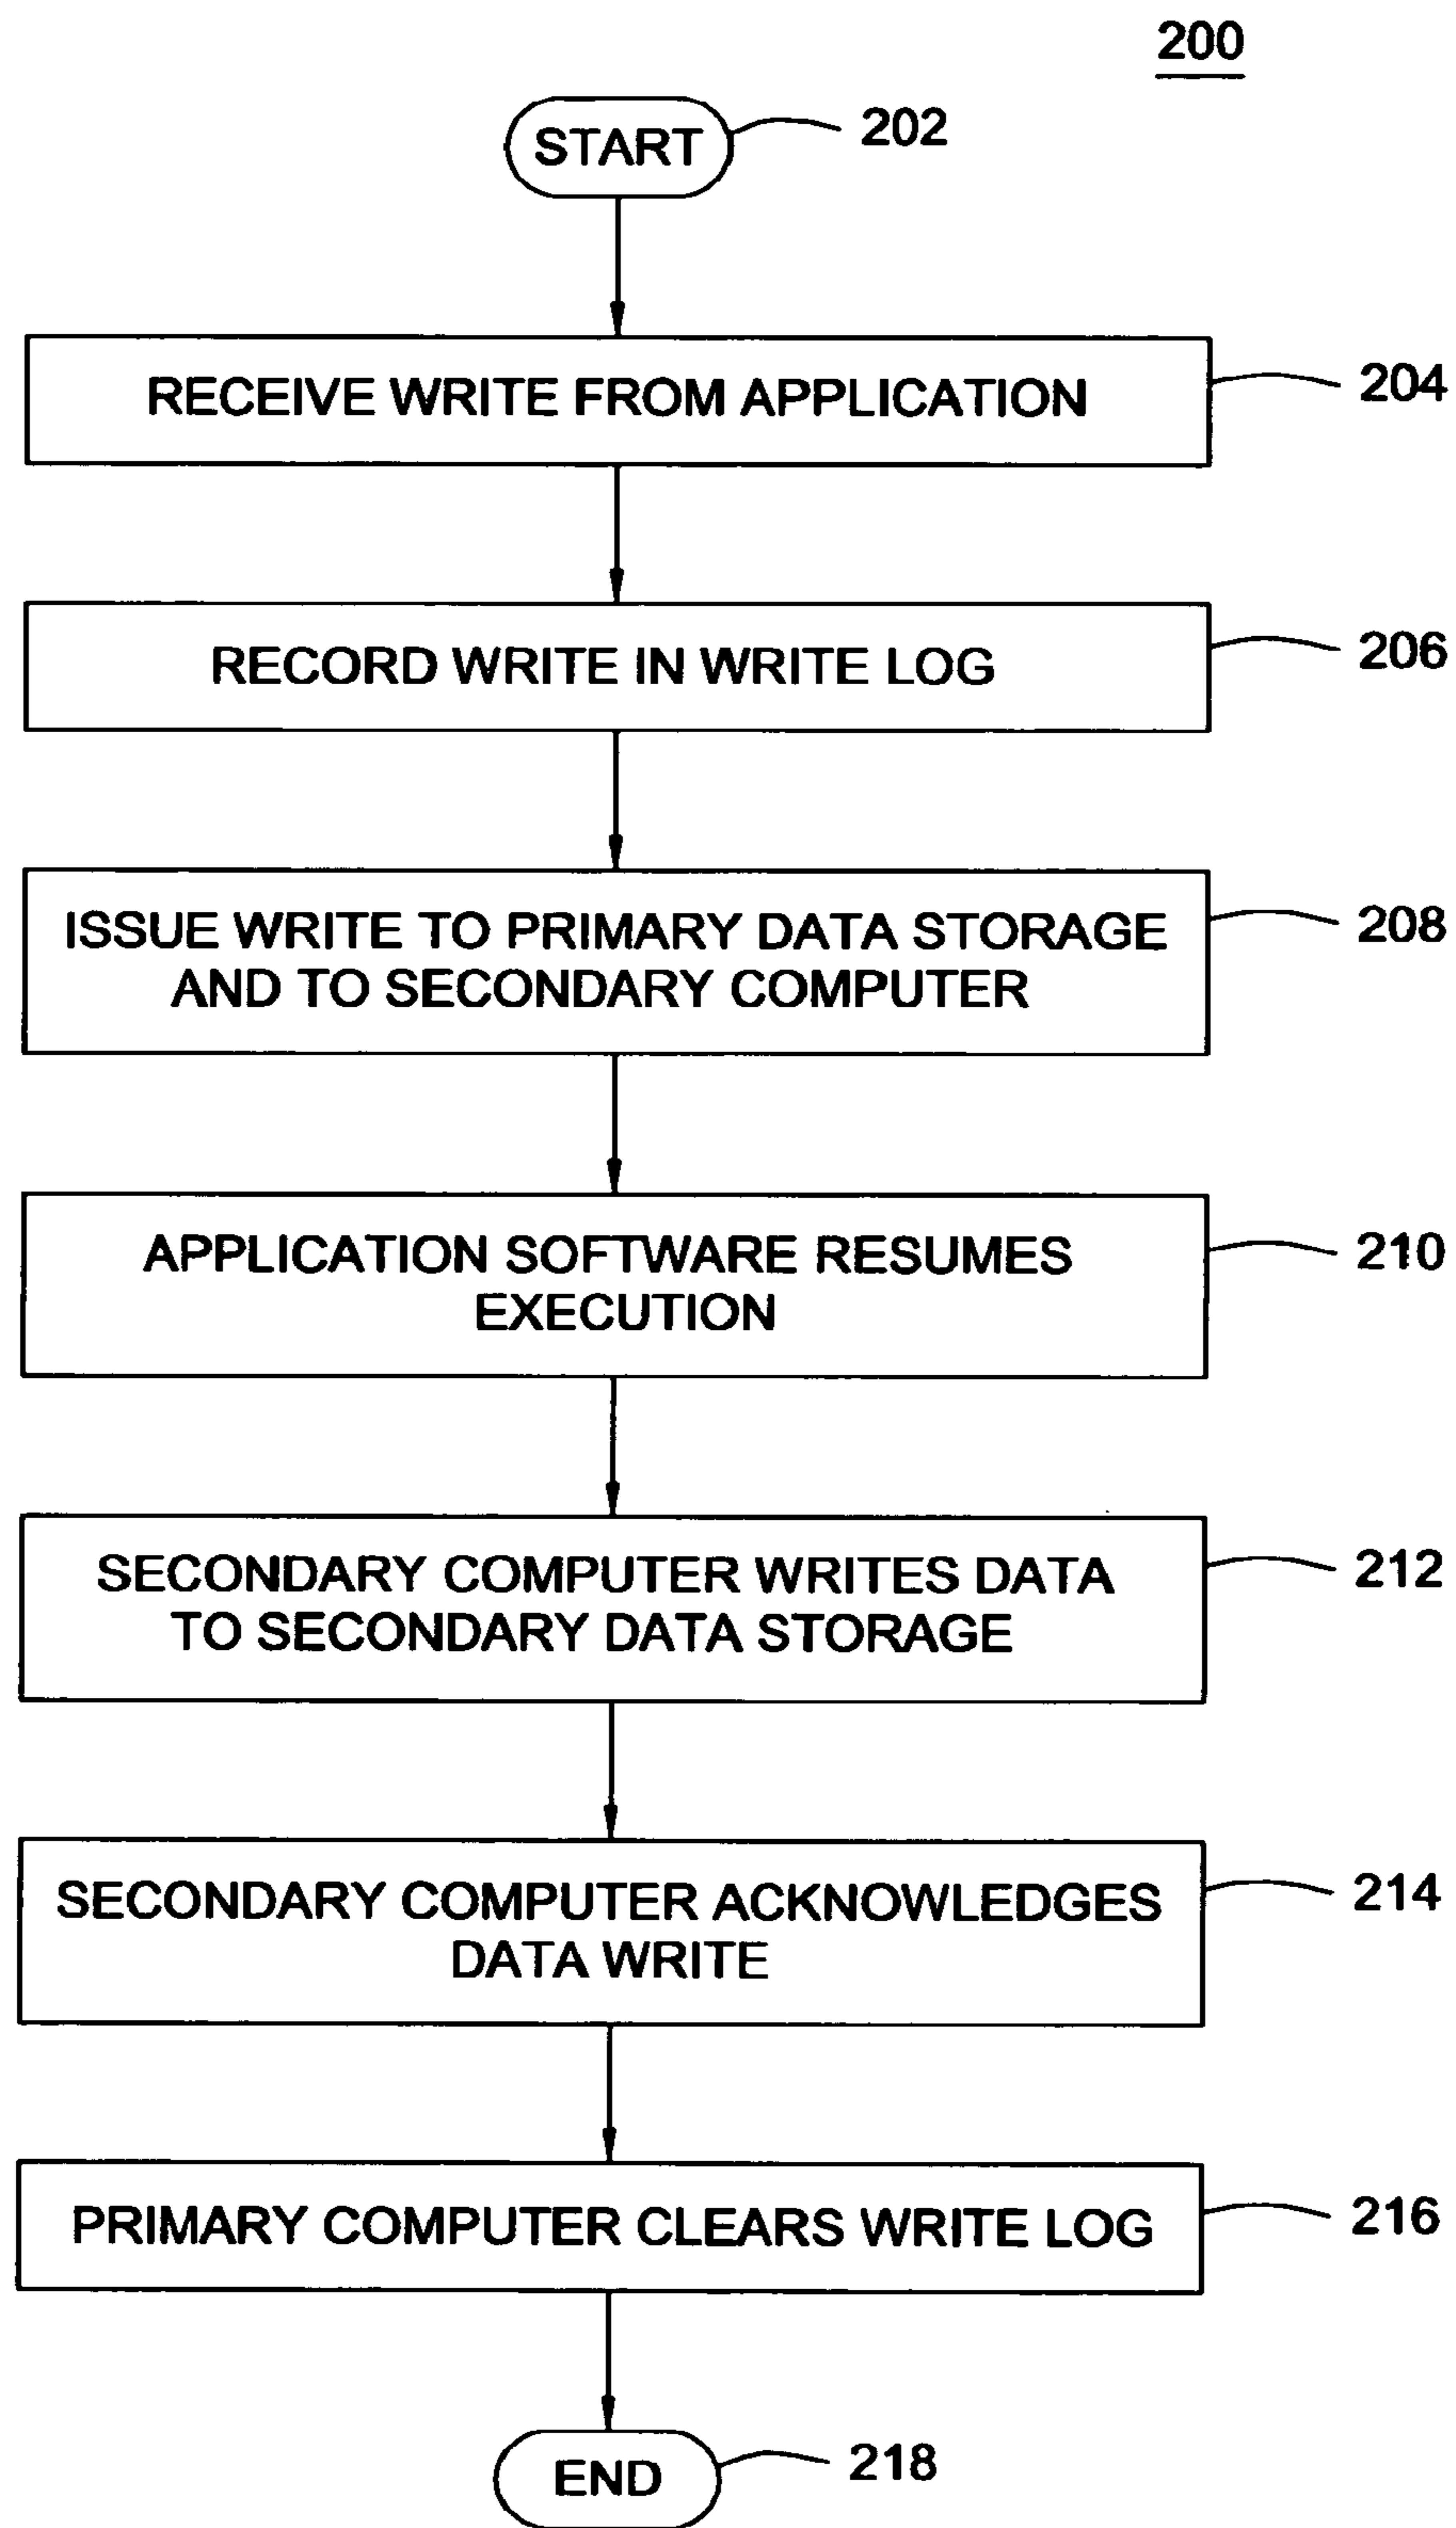 200
START
202
RECEIVE WRITE FROM APPLICATION
204
RECORD WRITE IN WRITE LOG
206
ISSUE WRITE TO PRIMARY DATA STORAGE
AND TO SECONDARY COMPUTER
208
APPLICATION SOFTWARE RESUMES
EXECUTION
210
SECONDARY COMPUTER WRITES DATA
TO SECONDARY DATA STORAGE
212
SECONDARY COMPUTER ACKNOWLEDGES
DATA WRITE
214
PRIMARY COMPUTER CLEARS WRITE LOG
216
END
218